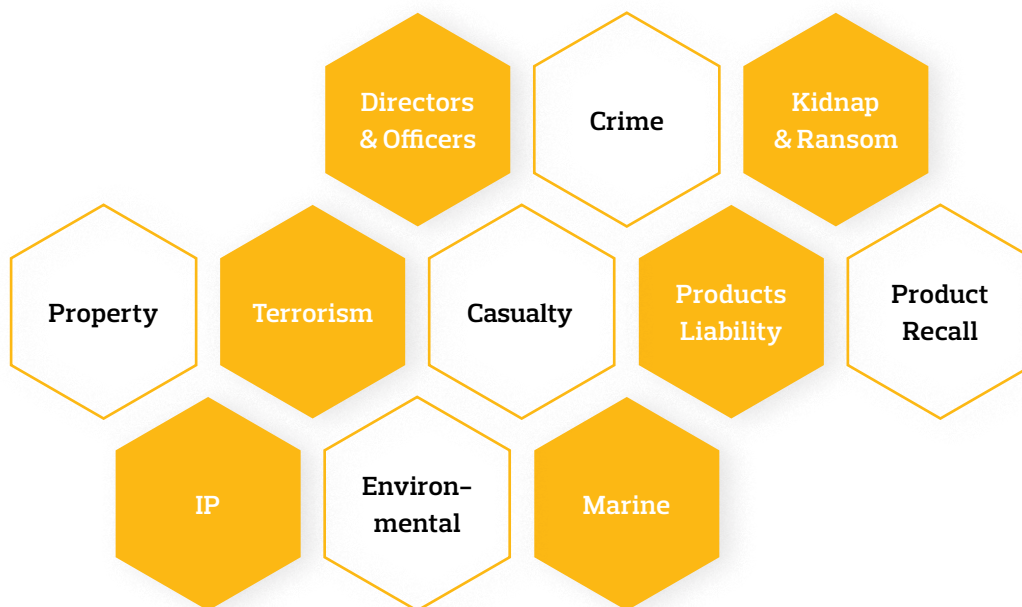 Directors
& Officers
Crime
Kidnap
& Ransom
Property
Terrorism
Casualty
Products
Liability
Product
Recall
IP
Environ–
mental
Marine